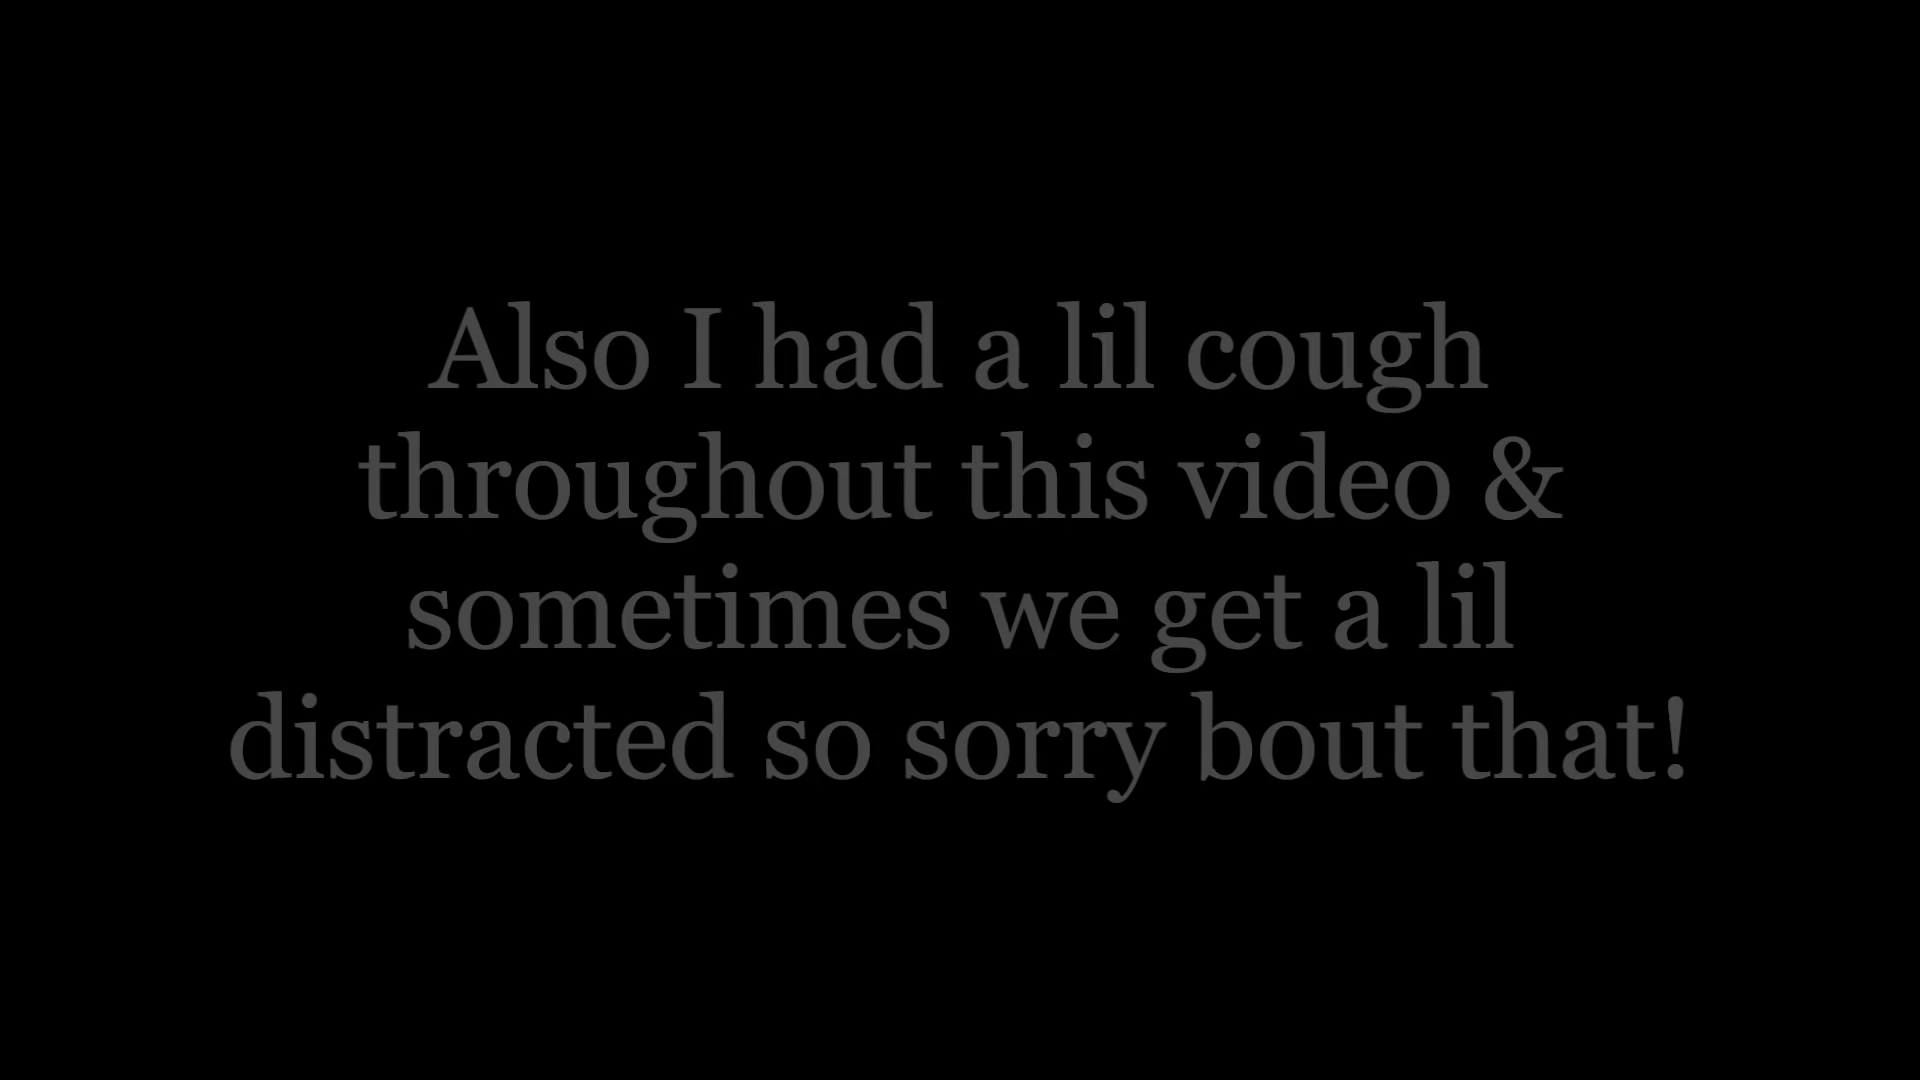 Also I had a lil cough
throughout this video &
sometimes we get a lil
distracted so sorry bout that!